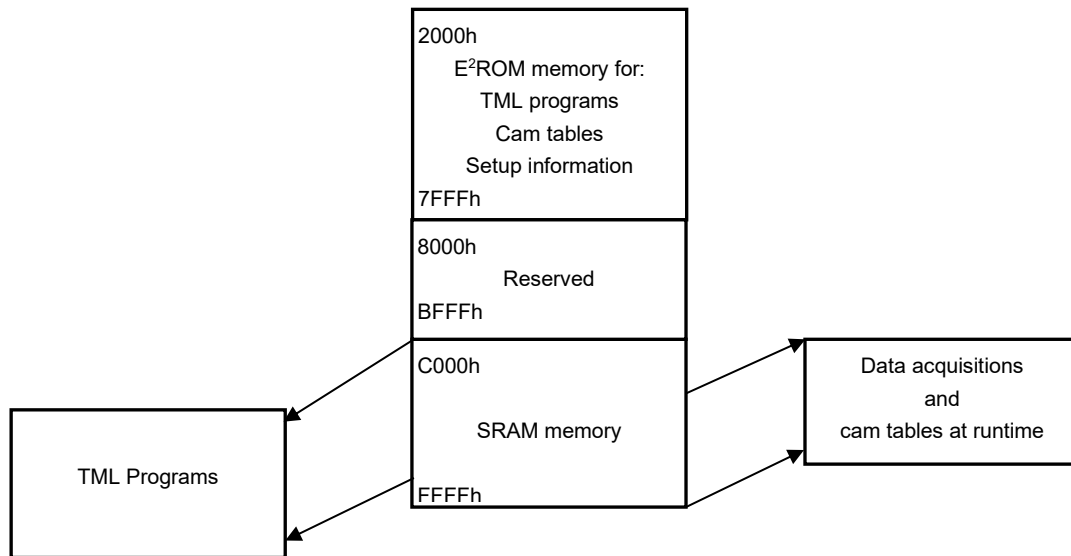 2000h
E²ROM memory for:
TML programs
Cam tables
Setup information
7FFFh
8000h
Reserved
BFFFh
C000h
SRAM memory
FFFFh
TML Programs
Data acquisitions
and
cam tables at runtime